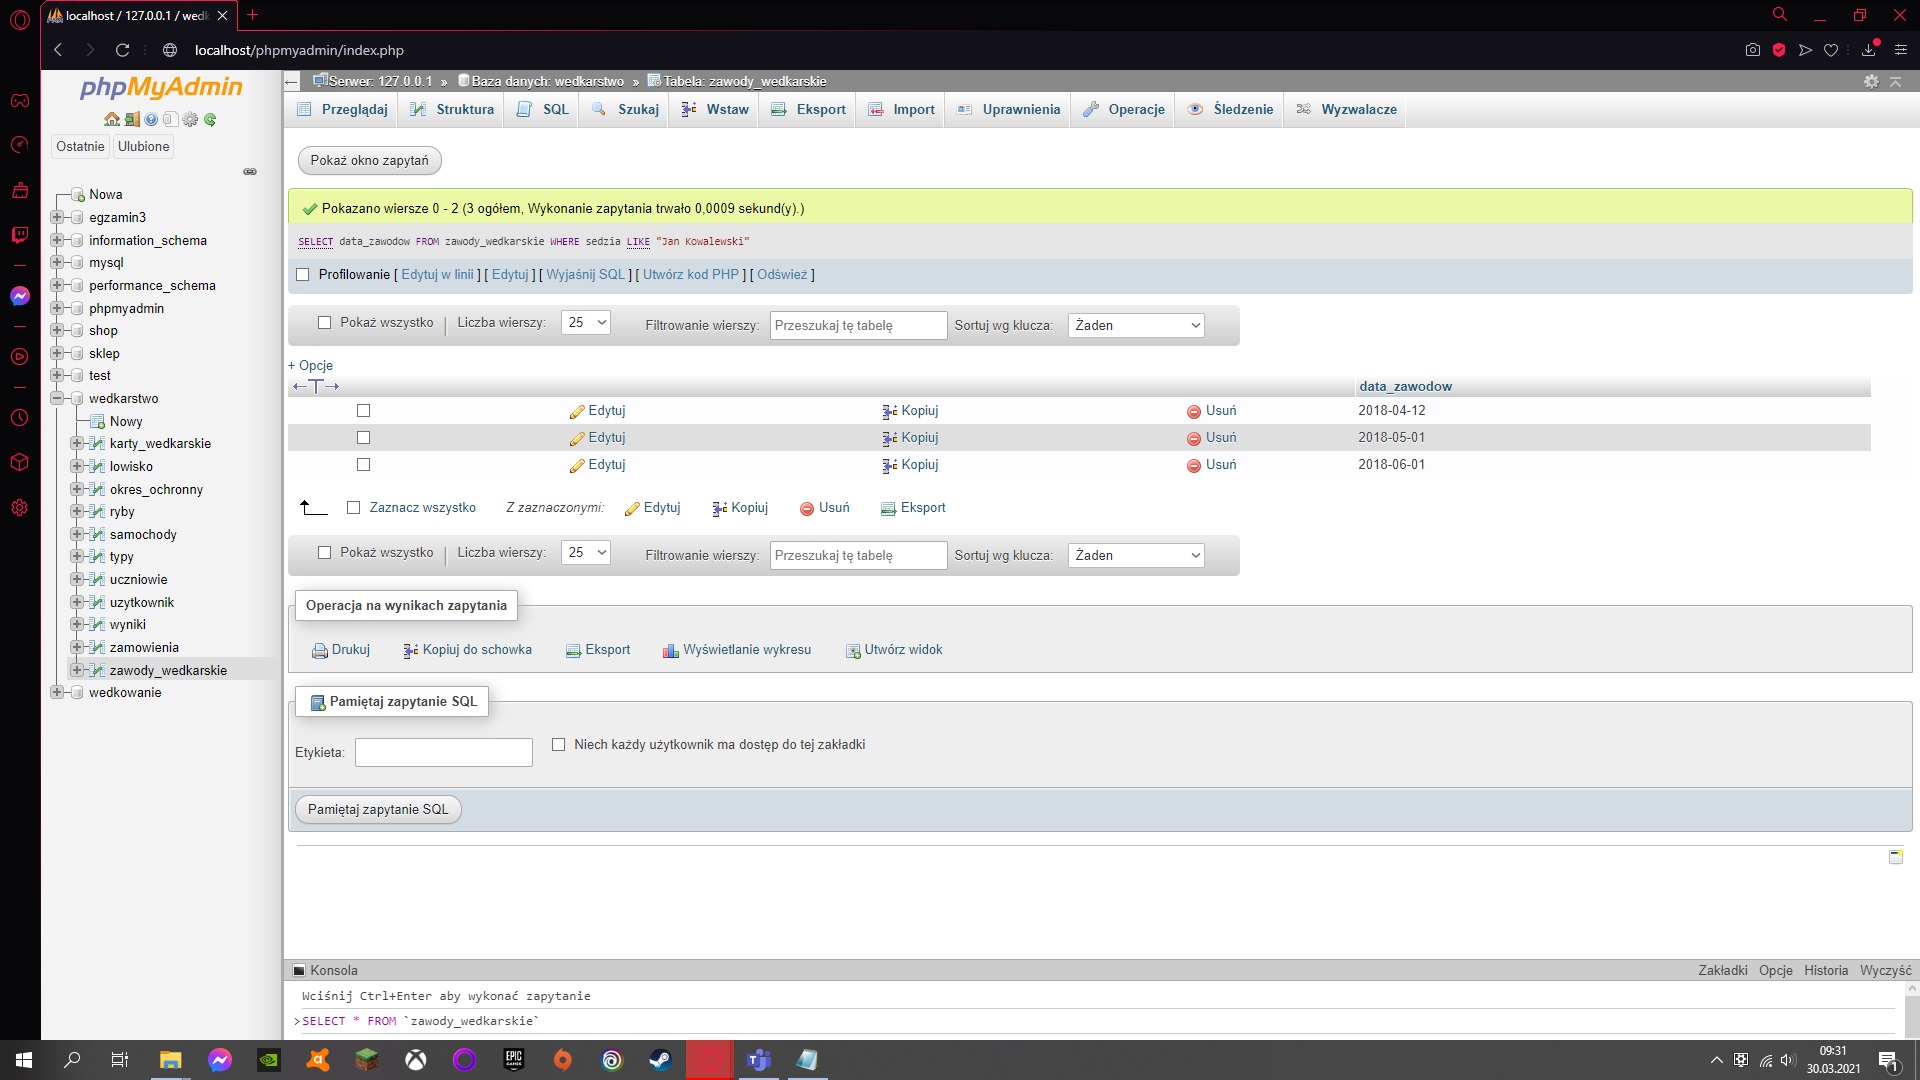 localhost / 127.0.0.1 / wedk
localhost/phpmyadmin/index.php
phpMyAdmin
Ostatnie Ulubione
Nowa
egzamin3
information_schema
mysql
performance_schema
phpmyadmin
shop
sklep
test
wedkarstwo
Nowy
karty_wedkarskie
lowisko
okres_ochronny
ryby
samochody
typy
uczniowie
uzytkownik
wyniki
zamowienia
zawody_wedkarskie
wedkowanie
Serwer: 127.0.0.1 » Baza danych: wedkarstwo » Tabela: zawody_wedkarskie
Przeglądaj Struktura SQL Szukaj Wstaw Eksport Import Uprawnienia Operacje Śledzenie Wyzwalacze
Pokaż okno zapytań
Pokazano wiersze 0 - 2 (3 ogółem, Wykonanie zapytania trwało 0,0009 sekund(y).)
SELECT data_zawodow FROM zawody_wedkarskie WHERE sedzia LIKE "Jan Kowalewski"
Profilowanie [ Edytuj w linii ] [ Edytuj ] [ Wyjaśnij SQL ] [ Utwórz kod PHP ] [ Odśwież ]
Pokaż wszystko | Liczba wierszy: 25 Filtrowanie wierszy: Przeszukaj tę tabelę Sortuj wg klucza: Żaden
+ Opcje
←T→ data_zawodow
Edytuj Kopiuj Usuń 2018-04-12
Edytuj Kopiuj Usuń 2018-05-01
Edytuj Kopiuj Usuń 2018-06-01
Zaznacz wszystko Z zaznaczonymi: Edytuj Kopiuj Usuń Eksport
Pokaż wszystko | Liczba wierszy: 25 Filtrowanie wierszy: Przeszukaj tę tabelę Sortuj wg klucza: Żaden
Operacja na wynikach zapytania
Drukuj Kopiuj do schowka Eksport Wyświetlanie wykresu Utwórz widok
Pamiętaj zapytanie SQL
Etykieta: Niech każdy użytkownik ma dostęp do tej zakładki
Pamiętaj zapytanie SQL
Konsola Zakładki Opcje Historia Wyczyść
Wciśnij Ctrl+Enter aby wykonać zapytanie
>SELECT * FROM `zawody_wedkarskie`
EPIC GAMES
09:31
30.03.2021
1